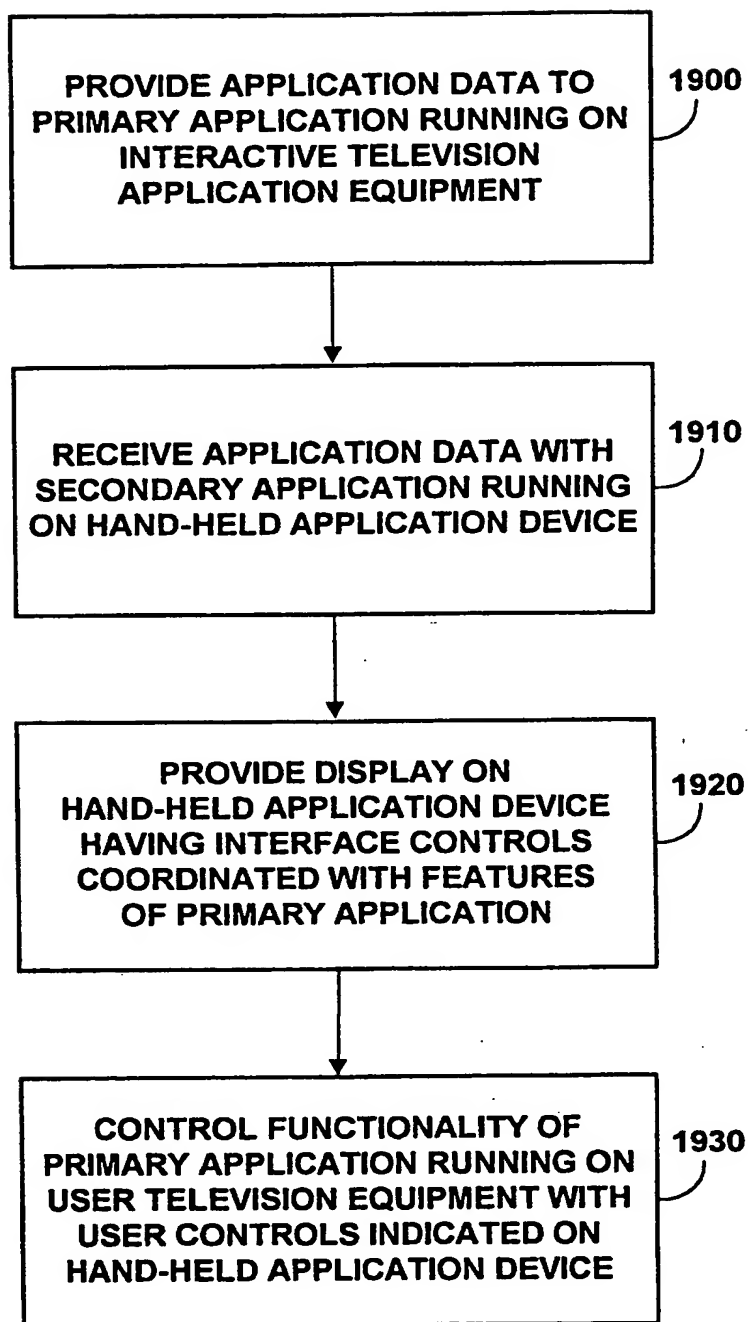 PROVIDE APPLICATION DATA TO
PRIMARY APPLICATION RUNNING ON
INTERACTIVE TELEVISION
APPLICATION EQUIPMENT
1900
RECEIVE APPLICATION DATA WITH
SECONDARY APPLICATION RUNNING
ON HAND-HELD APPLICATION DEVICE
1910
PROVIDE DISPLAY ON
HAND-HELD APPLICATION DEVICE
HAVING INTERFACE CONTROLS
COORDINATED WITH FEATURES
OF PRIMARY APPLICATION
1920
CONTROL FUNCTIONALITY OF
PRIMARY APPLICATION RUNNING ON
USER TELEVISION EQUIPMENT WITH
USER CONTROLS INDICATED ON
HAND-HELD APPLICATION DEVICE
1930